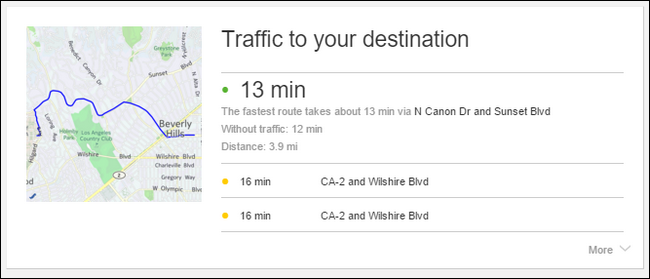 Traffic to your destination
13 min
The fastest route takes about 13 min via N Canon Dr and Sunset Blvd
Without traffic: 12 min
Distance: 3.9 mi
16 min CA-2 and Wilshire Blvd
16 min CA-2 and Wilshire Blvd
More
Greystone
Park
Benedict Canyon Dr
Sunset Blvd
N Alta Dr
Loring Ave
Hilgard
Holmby
Park
Los Angeles
Country Club
Beverly
Hills
Wilshire Blvd
Wilshire Blvd
Charleville Blvd
Gregory Way
W Olympic Blvd
2